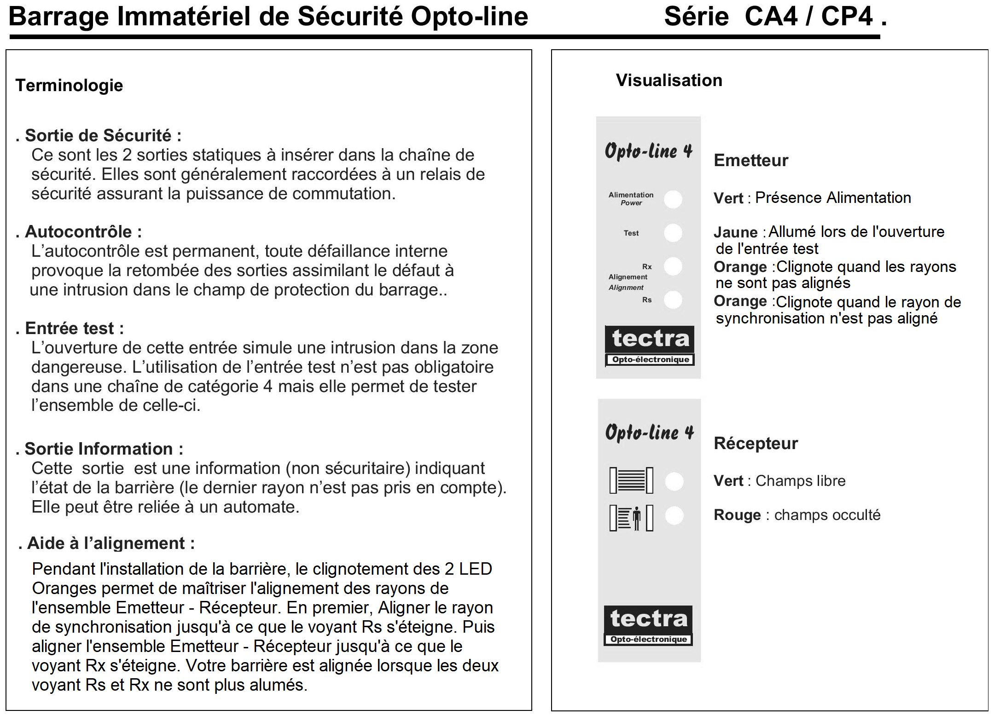 Barrage Immatériel de Sécurité Opto-line Série CA4 / CP4 .
Terminologie
. Sortie de Sécurité :
Ce sont les 2 sorties statiques à insérer dans la chaîne de
sécurité. Elles sont généralement raccordées à un relais de
sécurité assurant la puissance de commutation.
. Autocontrôle :
L’autocontrôle est permanent, toute défaillance interne
provoque la retombée des sorties assimilant le défaut à
une intrusion dans le champ de protection du barrage..
. Entrée test :
L’ouverture de cette entrée simule une intrusion dans la zone
dangereuse. L’utilisation de l’entrée test n’est pas obligatoire
dans une chaîne de catégorie 4 mais elle permet de tester
l’ensemble de celle-ci.
. Sortie Information :
Cette sortie est une information (non sécuritaire) indiquant
l’état de la barrière (le dernier rayon n’est pas pris en compte).
Elle peut être reliée à un automate.
. Aide à l’alignement :
Pendant l'installation de la barrière, le clignotement des 2 LED
Oranges permet de maîtriser l'alignement des rayons de
l'ensemble Emetteur - Récepteur. En premier, Aligner le rayon
de synchronisation jusqu'à ce que le voyant Rs s'éteigne. Puis
aligner l'ensemble Emetteur - Récepteur jusqu'à ce que le
voyant Rx s'éteigne. Votre barrière est alignée lorsque les deux
voyant Rs et Rx ne sont plus alumés.
Visualisation
Opto-line 4
Alimentation
Power
Test
Rx
Alignement
Alignment
Rs
tectra
Opto-électronique
Emetteur
Vert : Présence Alimentation
Jaune : Allumé lors de l'ouverture
de l'entrée test
Orange :Clignote quand les rayons
ne sont pas alignés
Orange :Clignote quand le rayon de
synchronisation n'est pas aligné
Opto-line 4
tectra
Opto-électronique
Récepteur
Vert : Champs libre
Rouge : champs occulté